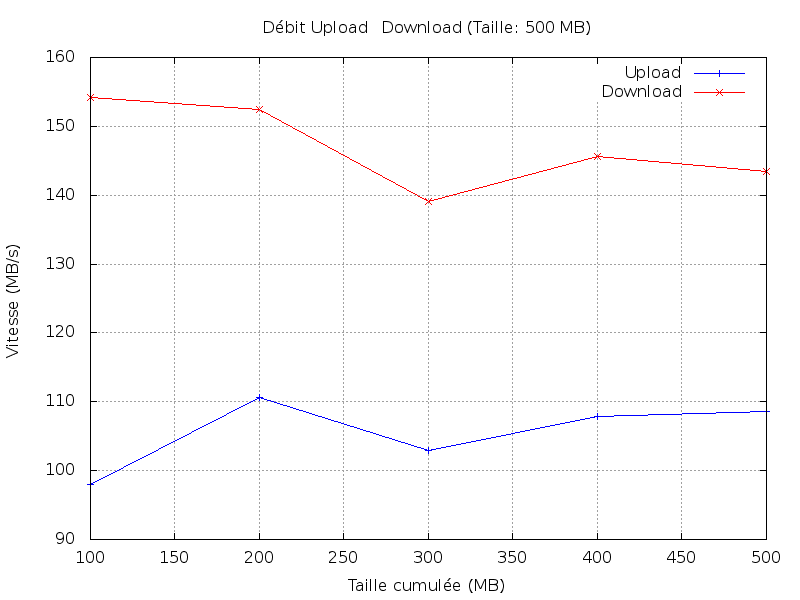 Débit Upload  Download (Taille: 500 MB)
160
150
140
130
120
110
100
90
Upload
Download
Vitesse (MB/s)
100 150 200 250 300 350 400 450 500
Taille cumulée (MB)